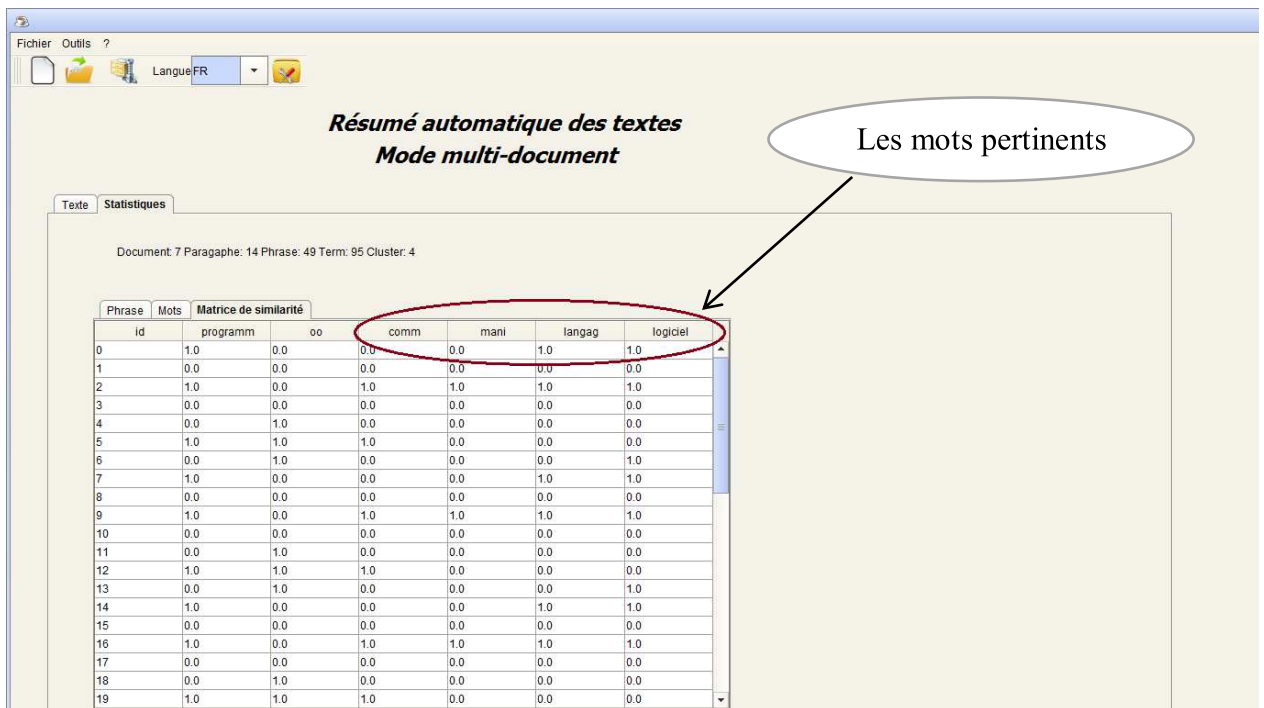 Fichier Outils ?
Langue FR
Résumé automatique des textes
Mode multi-document
Les mots pertinents
Texte Statistiques
Document: 7 Paragaphe: 14 Phrase: 49 Term: 95 Cluster: 4
Phrase Mots Matrice de similarité
id programm oo comm mani langag logiciel
0 1.0 0.0 0.0 0.0 1.0 1.0
1 0.0 0.0 0.0 0.0 0.0 0.0
2 1.0 0.0 1.0 1.0 1.0 1.0
3 0.0 0.0 0.0 0.0 0.0 0.0
4 0.0 1.0 0.0 0.0 0.0 0.0
5 1.0 1.0 1.0 0.0 0.0 0.0
6 0.0 1.0 0.0 0.0 0.0 1.0
7 1.0 0.0 0.0 0.0 1.0 1.0
8 0.0 0.0 0.0 0.0 0.0 0.0
9 1.0 0.0 1.0 1.0 1.0 1.0
10 0.0 0.0 0.0 0.0 0.0 0.0
11 0.0 1.0 0.0 0.0 0.0 0.0
12 1.0 1.0 1.0 0.0 0.0 0.0
13 0.0 1.0 0.0 0.0 0.0 1.0
14 1.0 0.0 0.0 0.0 1.0 1.0
15 0.0 0.0 0.0 0.0 0.0 0.0
16 1.0 0.0 1.0 1.0 1.0 1.0
17 0.0 0.0 0.0 0.0 0.0 0.0
18 0.0 1.0 0.0 0.0 0.0 0.0
19 1.0 1.0 1.0 0.0 0.0 0.0